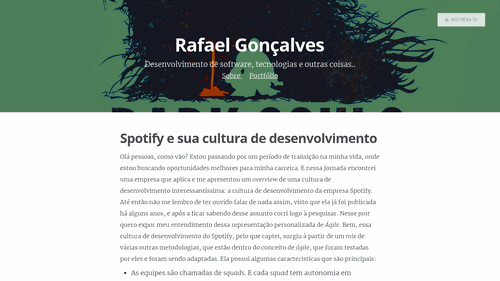 INSCREVA-SE
Rafael Gonçalves
Desenvolvimento de software, tecnologias e outras coisas..
Sobre Portfólio
DARK SOULS
Spotify e sua cultura de desenvolvimento
Olá pessoas, como vão? Estou passando por um período de transição na minha vida, onde
estou buscando oportunidades melhores para minha carreira. E nessa jornada encontrei
uma empresa que aplica e me apresentou um overview de uma cultura de
desenvolvimento interessantíssima: a cultura de desenvolvimento da empresa Spotify.
Até então não me lembro de ter ouvido falar de nada assim, visto que ela já foi publicada
há alguns anos, e após a ficar sabendo desse assunto corri logo à pesquisar. Nesse post
quero expor meu entendimento dessa representação personalizada de Ágile. Bem, essa
cultura de desenvolvimento do Spotify, pelo que captei, surgiu à partir de um mix de
várias outras metodologias, que estão dentro do conceito de ágile, que foram testadas
por eles e foram sendo adaptadas. Ela possui algumas características que são principais:
• As equipes são chamadas de squads. E cada squad tem autonomia em